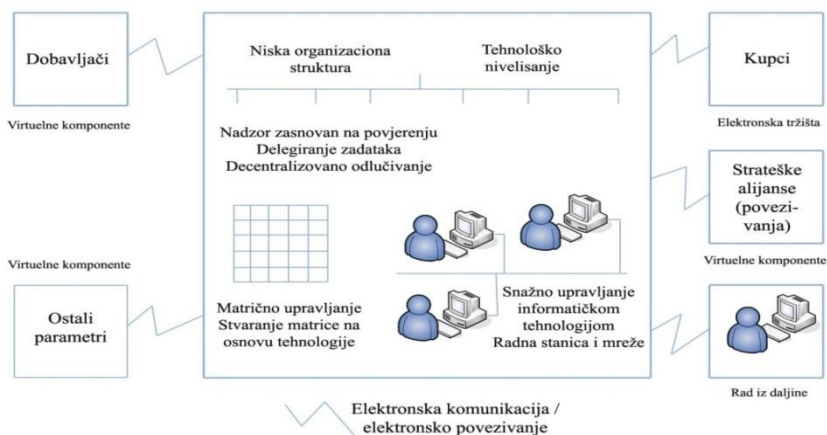 Dobavljači
Virtuelne komponente
Niska organizaciona
struktura
Tehnološko
nivelisanje
Kupci
Elektronska tržišta
Nadzor zasnovan na povjerenju
Delegiranje zadataka
Decentralizovano odlučivanje
Strateške
alijanse
(povezi-
vanja)
Virtuelne komponente
Virtuelne komponente
Ostali
parametri
Matrično upravljanje
Stvaranje matrice na
osnovu tehnologije
Snažno upravljanje
informatičkom
tehnologijom
Radna stanica i mreže
Rad iz daljine
Elektronska komunikacija /
elektronsko povezivanje